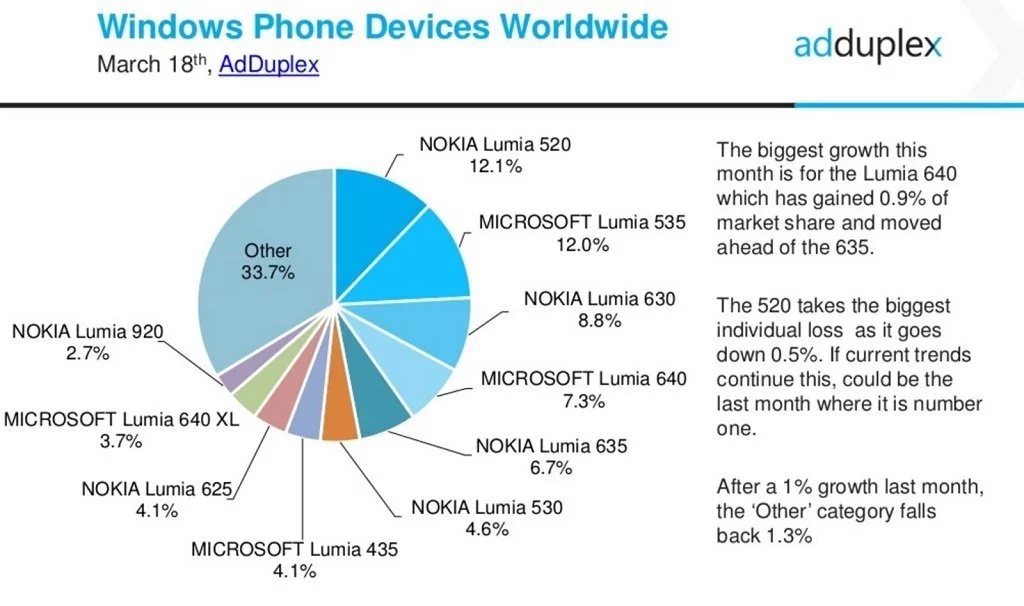 Windows Phone Devices Worldwide
March 18th, AdDuplex
adduplex
NOKIA Lumia 520
12.1%
MICROSOFT Lumia 535
12.0%
NOKIA Lumia 630
8.8%
MICROSOFT Lumia 640
7.3%
NOKIA Lumia 635
6.7%
NOKIA Lumia 530
4.6%
MICROSOFT Lumia 435
4.1%
NOKIA Lumia 625
4.1%
MICROSOFT Lumia 640 XL
3.7%
NOKIA Lumia 920
2.7%
Other
33.7%
The biggest growth this
month is for the Lumia 640
which has gained 0.9% of
market share and moved
ahead of the 635.
The 520 takes the biggest
individual loss as it goes
down 0.5%. If current trends
continue this, could be the
last month where it is number
one.
After a 1% growth last month,
the ‘Other’ category falls
back 1.3%